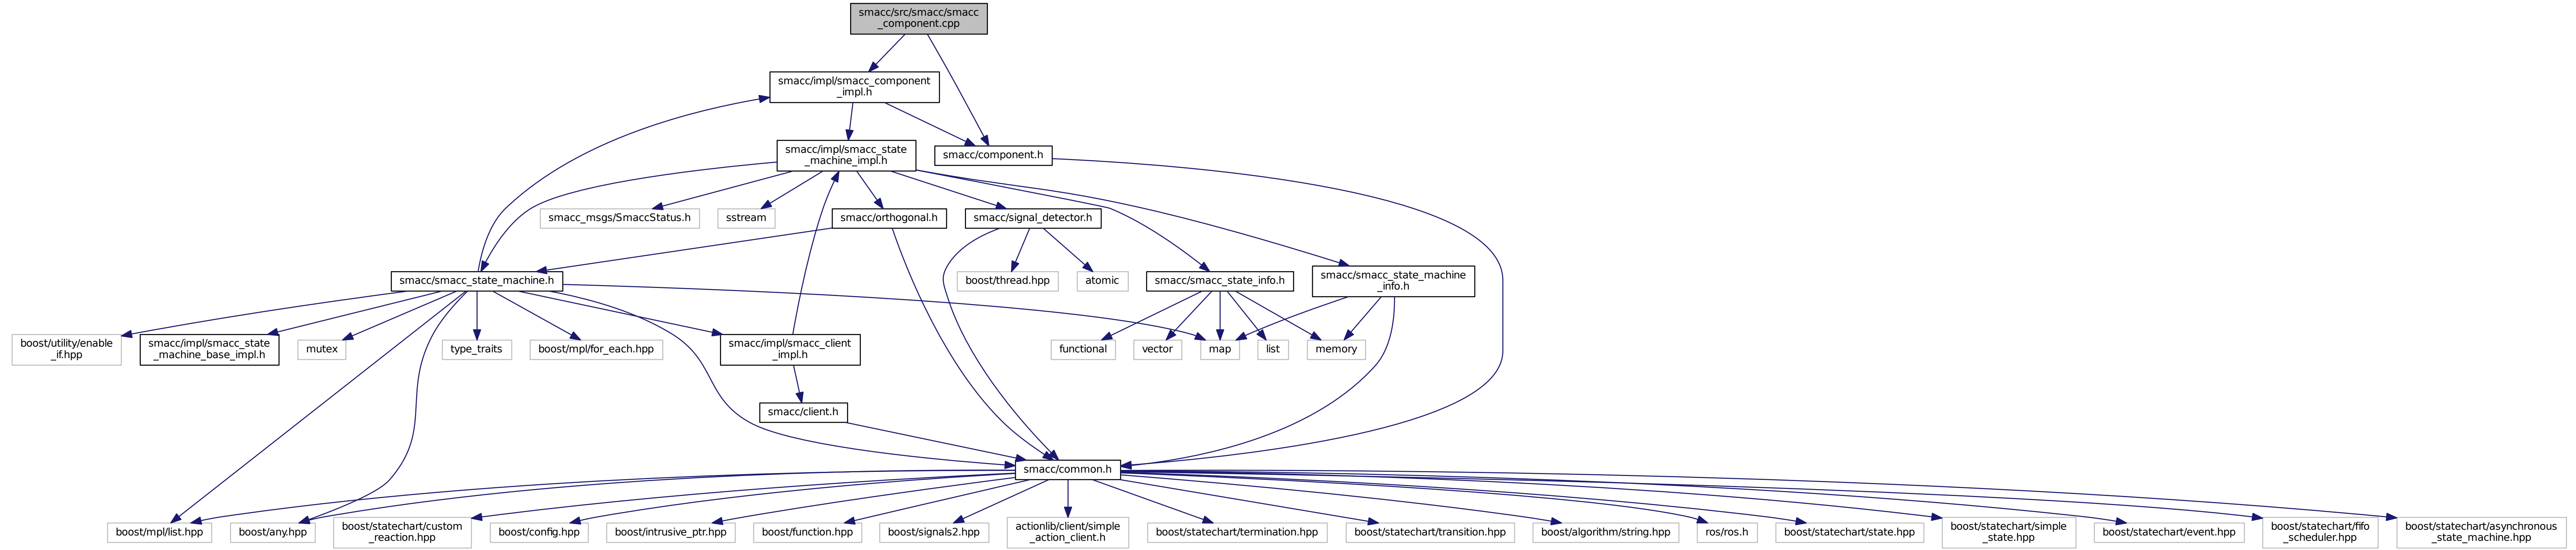 smacc/src/smacc/smacc
_component.cpp
smacc/impl/smacc_component
_impl.h
smacc/impl/smacc_state
_machine_impl.h
smacc/component.h
smacc_msgs/SmaccStatus.h
sstream
smacc/orthogonal.h
smacc/signal_detector.h
smacc/smacc_state_machine.h
boost/thread.hpp
atomic
smacc/smacc_state_info.h
smacc/smacc_state_machine
_info.h
boost/utility/enable
_if.hpp
smacc/impl/smacc_state
_machine_base_impl.h
mutex
type_traits
boost/mpl/for_each.hpp
smacc/impl/smacc_client
_impl.h
functional
vector
map
list
memory
smacc/client.h
smacc/common.h
boost/mpl/list.hpp
boost/any.hpp
boost/statechart/custom
_reaction.hpp
boost/config.hpp
boost/intrusive_ptr.hpp
boost/function.hpp
boost/signals2.hpp
actionlib/client/simple
_action_client.h
boost/statechart/termination.hpp
boost/statechart/transition.hpp
boost/algorithm/string.hpp
ros/ros.h
boost/statechart/state.hpp
boost/statechart/simple
_state.hpp
boost/statechart/event.hpp
boost/statechart/fifo
_scheduler.hpp
boost/statechart/asynchronous
_state_machine.hpp